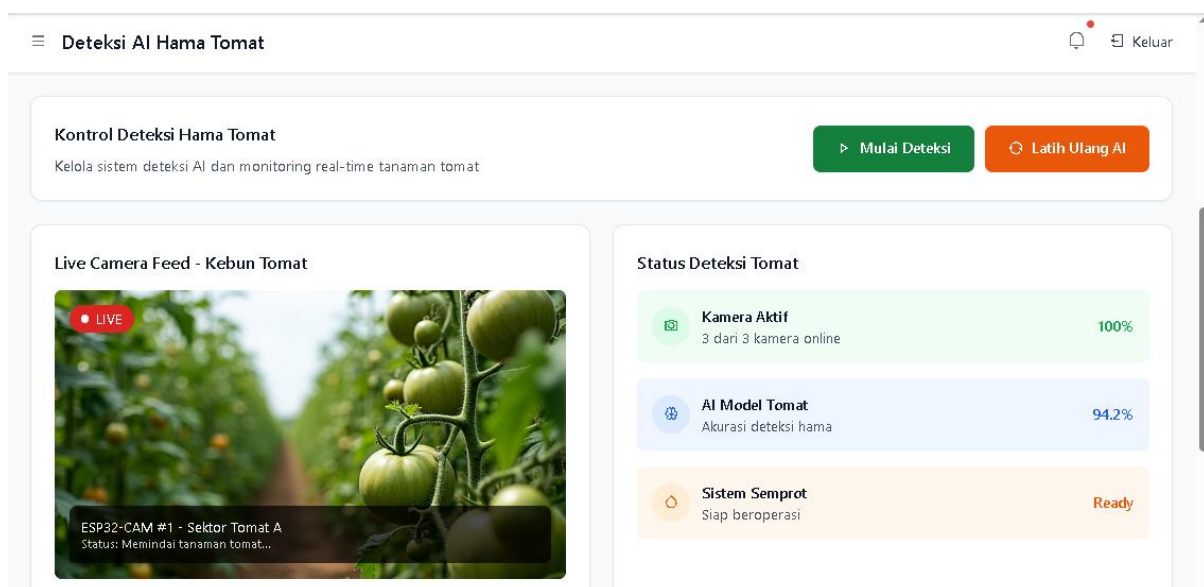 Deteksi AI Hama Tomat
Keluar
Kontrol Deteksi Hama Tomat
Kelola sistem deteksi AI dan monitoring real-time tanaman tomat
Mulai Deteksi
Latih Ulang AI
Live Camera Feed - Kebun Tomat
LIVE
ESP32-CAM #1 - Sektor Tomat A
Status: Memindai tanaman tomat...
Status Deteksi Tomat
Kamera Aktif
3 dari 3 kamera online
100%
AI Model Tomat
Akurasi deteksi hama
94.2%
Sistem Semprot
Siap beroperasi
Ready